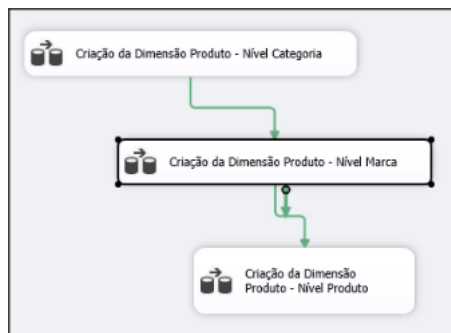 Criação da Dimensão Produto - Nível Categoria
Criação da Dimensão Produto - Nível Marca
Criação da Dimensão
Produto - Nível Produto